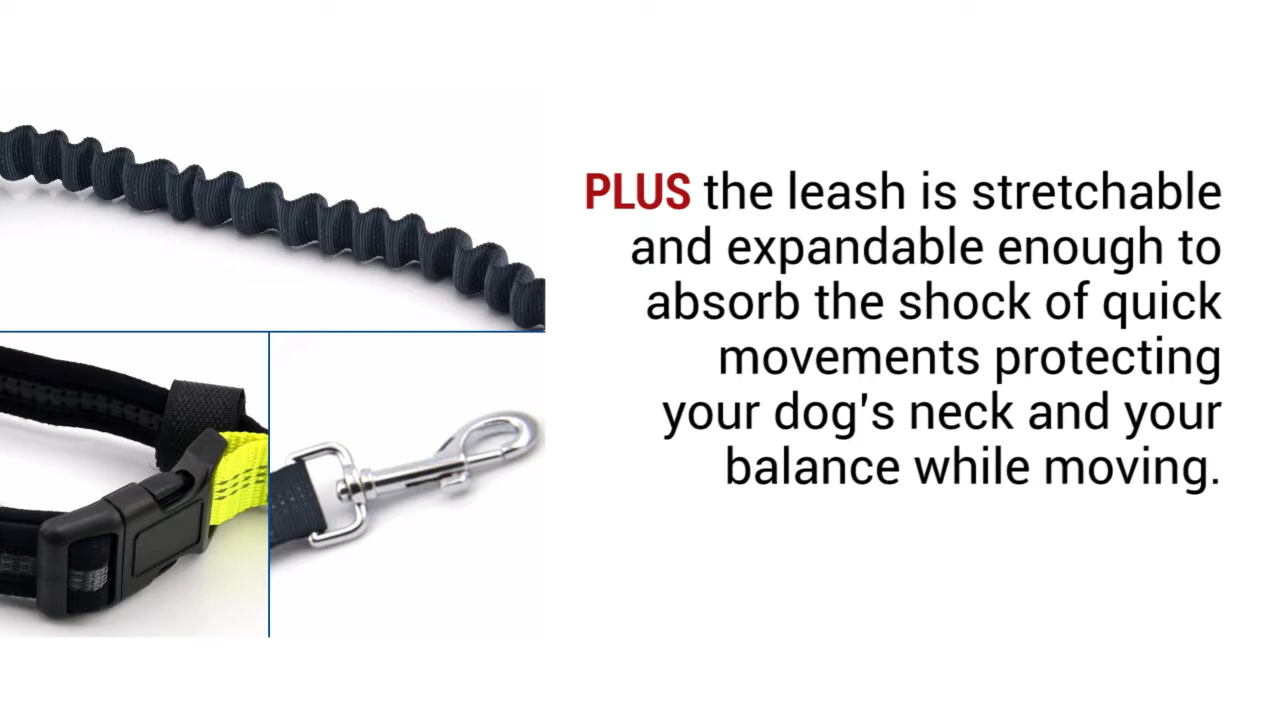 PLUS the leash is stretchable
and expandable enough to
absorb the shock of quick
movements protecting
your dog's neck and your
balance while moving.